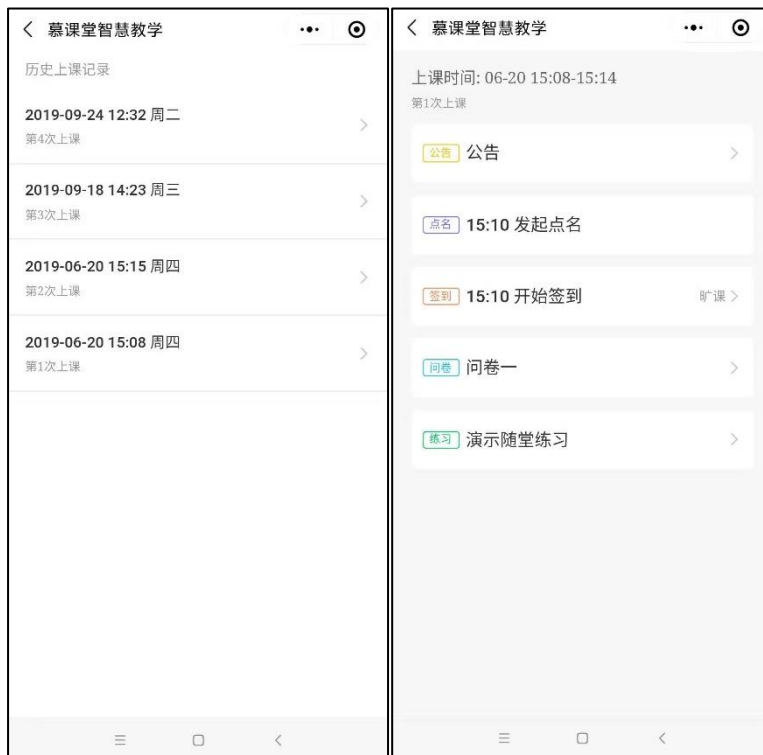 慕课堂智慧教学
历史上课记录
2019-09-24 12:32 周二
第4次上课
2019-09-18 14:23 周三
第3次上课
2019-06-20 15:15 周四
第2次上课
2019-06-20 15:08 周四
第1次上课
慕课堂智慧教学
上课时间: 06-20 15:08-15:14
第1次上课
公告 公告
点名 15:10 发起点名
签到 15:10 开始签到 旷课
问卷 问卷一
练习 演示随堂练习